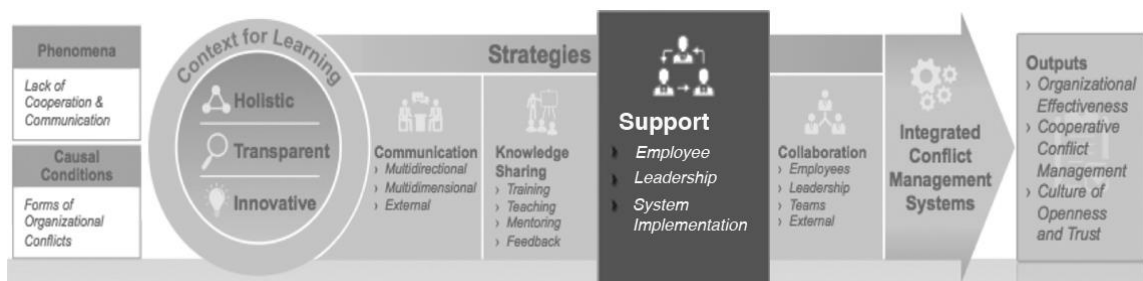 Phenomena
Lack of
Cooperation &
Communication
Causal
Conditions
Forms of
Organizational
Conflicts
Context for Learning
Holistic
Transparent
Innovative
Strategies
Communication
› Multidirectional
› Multidimensional
› External
Knowledge
Sharing
› Training
› Teaching
› Mentoring
› Feedback
Support
› Employee
› Leadership
› System
Implementation
Collaboration
› Employees
› Leadership
› Teams
› External
Integrated
Conflict
Management
Systems
Outputs
› Organizational
Effectiveness
› Cooperative
Conflict
Management
› Culture of
Openness
and Trust